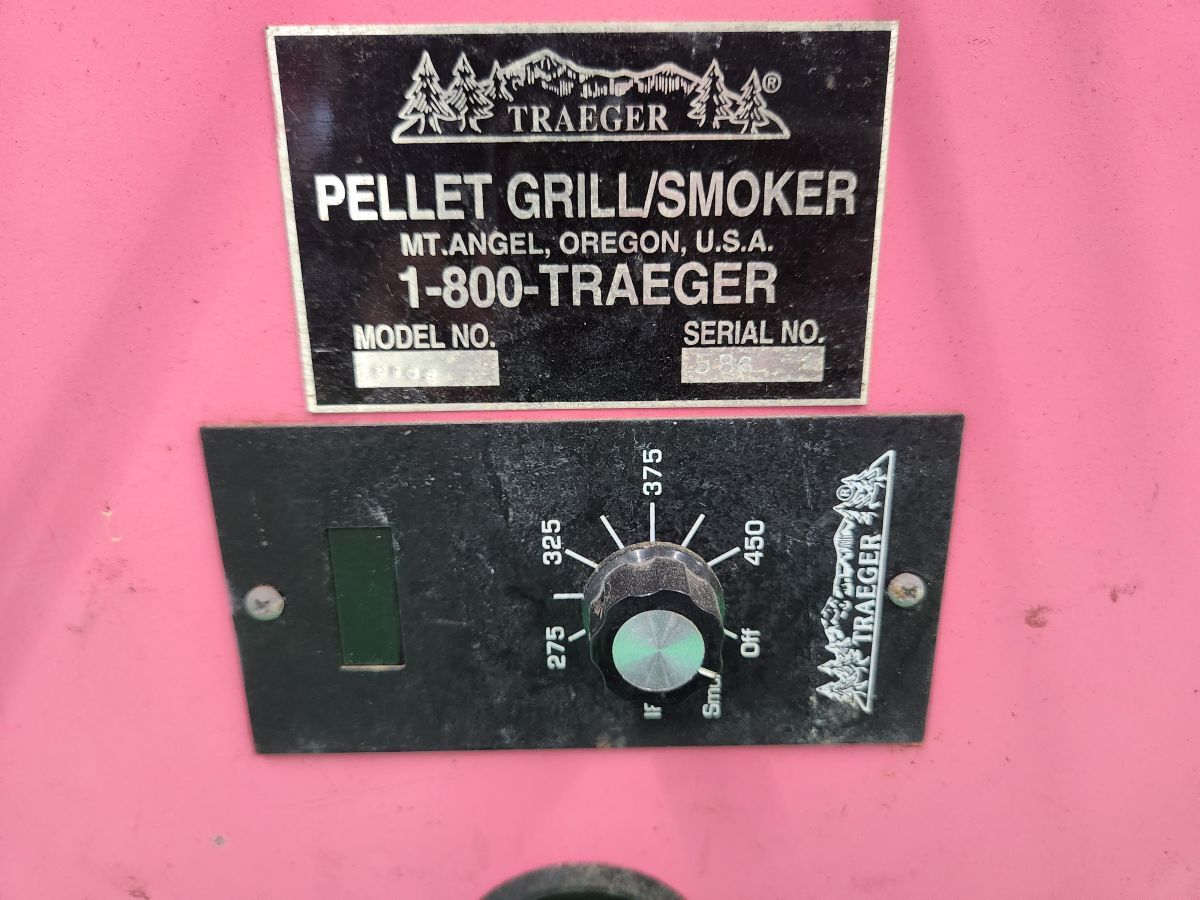 TRAEGER ®
PELLET GRILL/SMOKER
MT.ANGEL, OREGON, U.S.A.
1-800-TRAEGER
MODEL NO.
SERIAL NO.
586
375
325
450
275
Off
TRAEGER ®